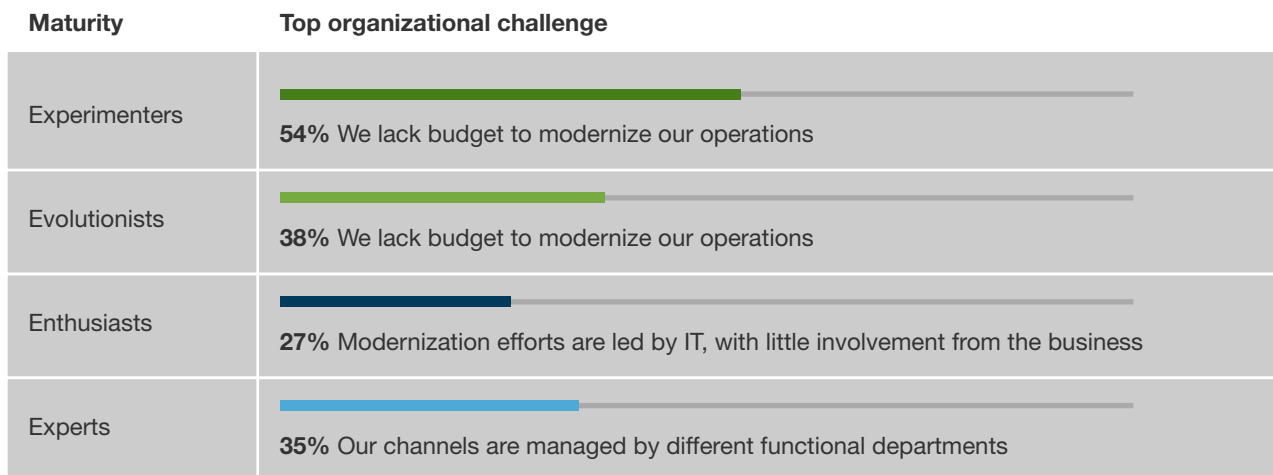 Maturity Top organizational challenge
Experimenters
54% We lack budget to modernize our operations
Evolutionists
38% We lack budget to modernize our operations
Enthusiasts
27% Modernization efforts are led by IT, with little involvement from the business
Experts
35% Our channels are managed by different functional departments